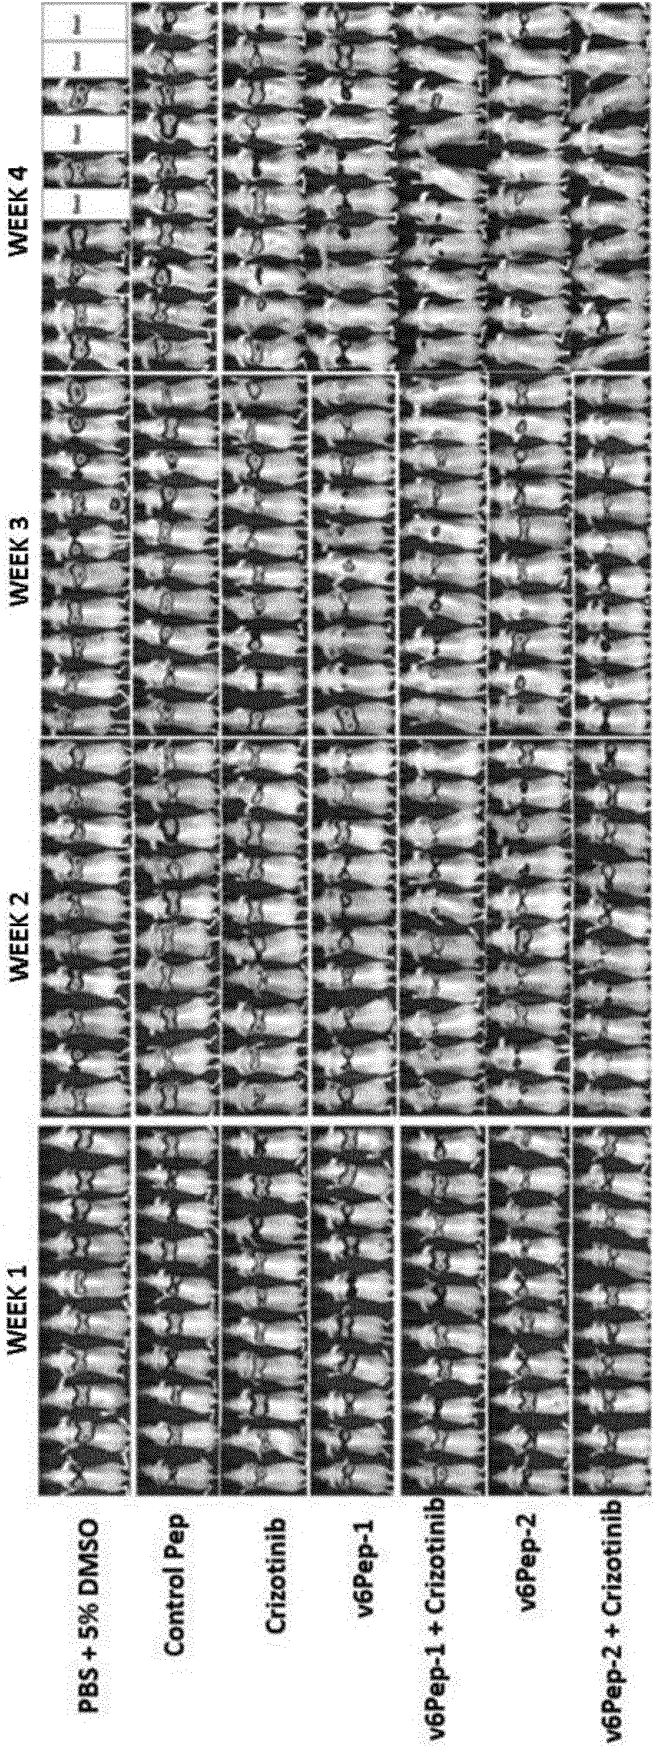 WEEK 1
WEEK 2
WEEK 3
WEEK 4
PBS + 5% DMSO
Control Pep
Crizotinib
v6Pep-1
v6Pep-1 + Crizotinib
v6Pep-2
v6Pep-2 + Crizotinib